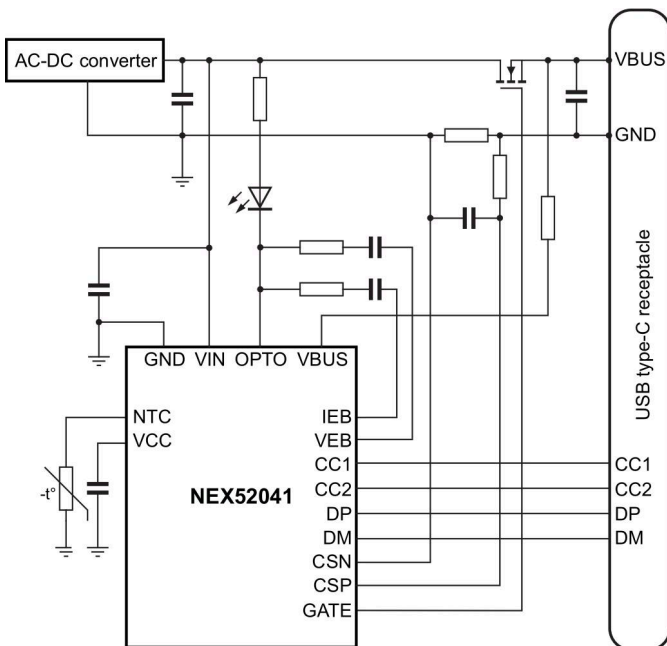 AC-DC converter
VBUS
GND
USB type-C receptacle
GND VIN OPTO VBUS
NTC
VCC
-t°
NEX52041
IEB
VEB
CC1
CC2
DP
DM
CSN
CSP
GATE
CC1
CC2
DP
DM